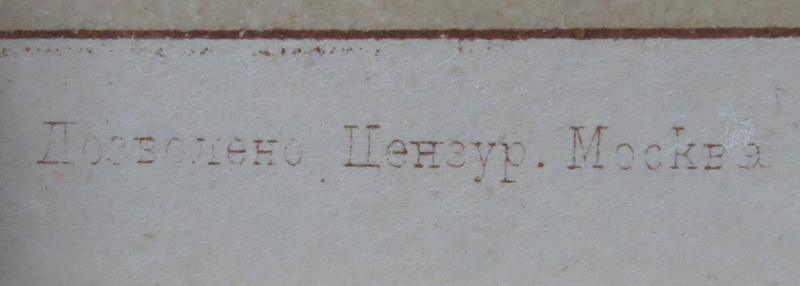 Дозволено Цензур. Москва